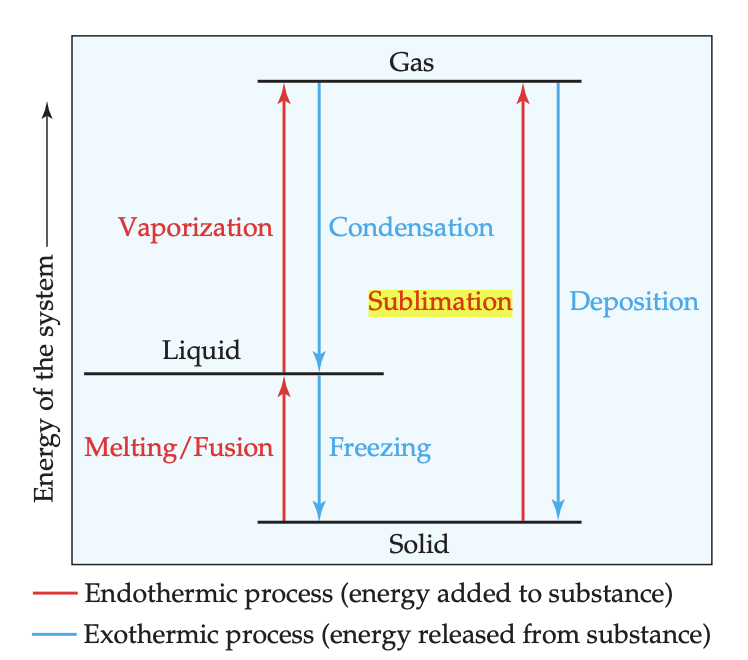 Gas
Energy of the system
Vaporization
Condensation
Sublimation
Deposition
Liquid
Melting/Fusion
Freezing
Solid
Endothermic process (energy added to substance)
Exothermic process (energy released from substance)